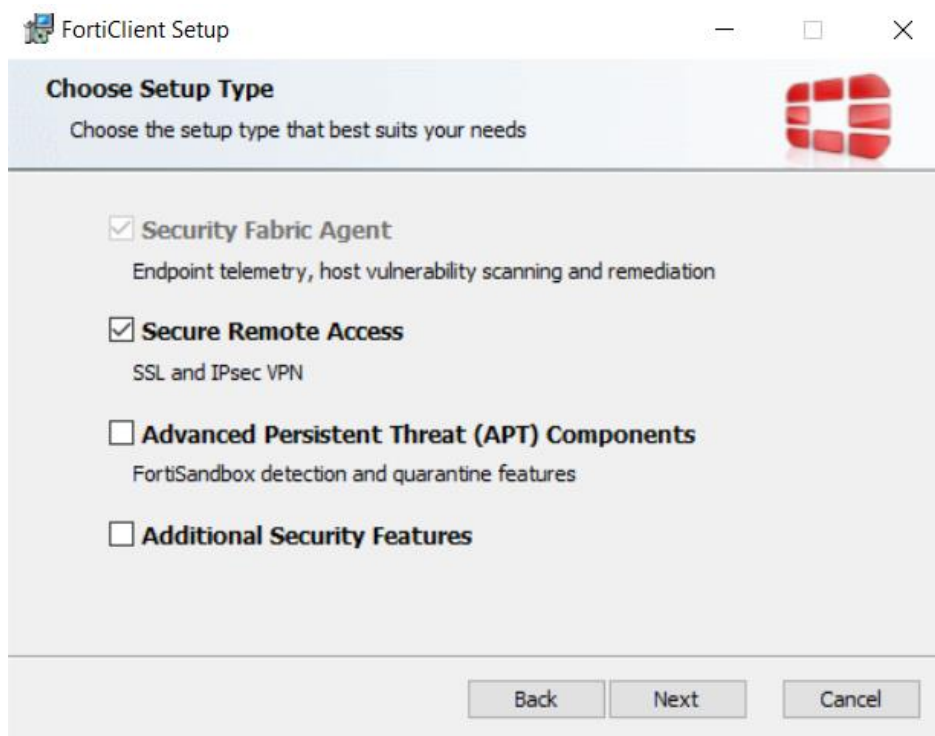 FortiClient Setup
Choose Setup Type
Choose the setup type that best suits your needs
Security Fabric Agent
Endpoint telemetry, host vulnerability scanning and remediation
Secure Remote Access
SSL and IPsec VPN
Advanced Persistent Threat (APT) Components
FortiSandbox detection and quarantine features
Additional Security Features
Back Next Cancel